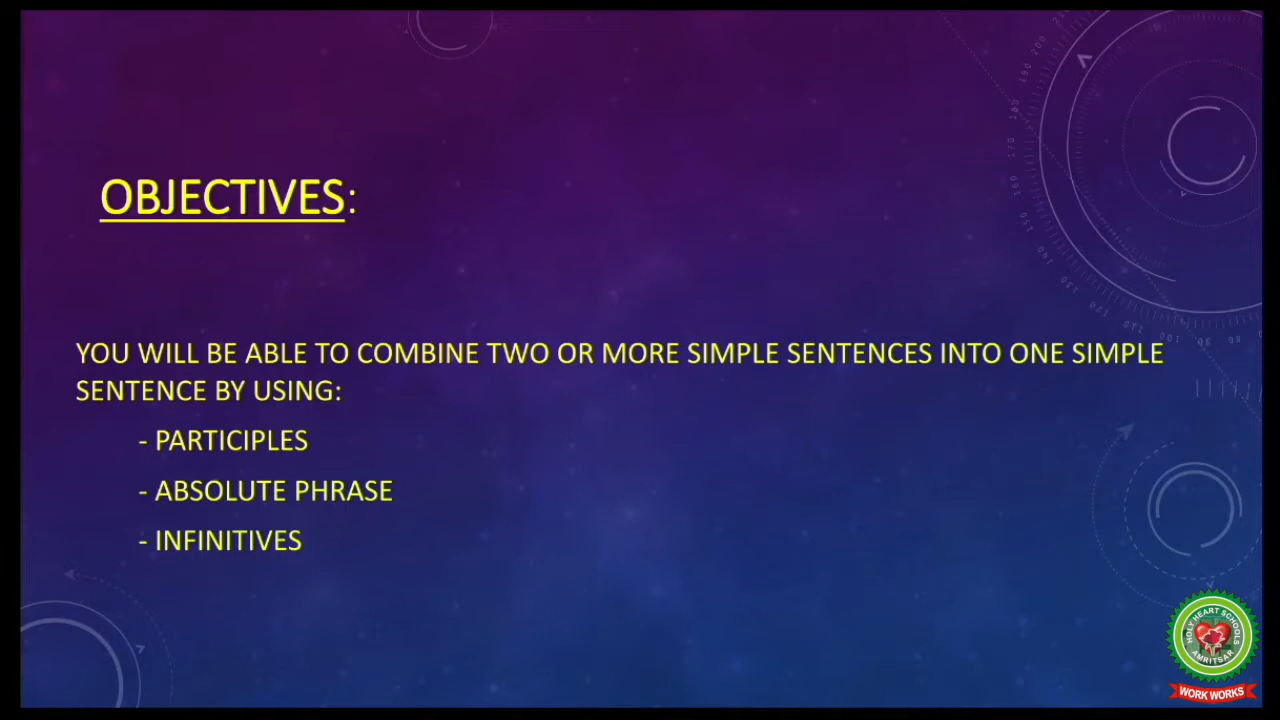 OBJECTIVES:
YOU WILL BE ABLE TO COMBINE TWO OR MORE SIMPLE SENTENCES INTO ONE SIMPLE
SENTENCE BY USING:
- PARTICIPLES
- ABSOLUTE PHRASE
- INFINITIVES
HOLY HEART SCHOOLS
AMRITSAR
WORK WORKS